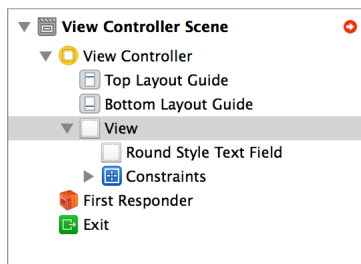 View Controller Scene
View Controller
Top Layout Guide
Bottom Layout Guide
View
Round Style Text Field
Constraints
First Responder
Exit